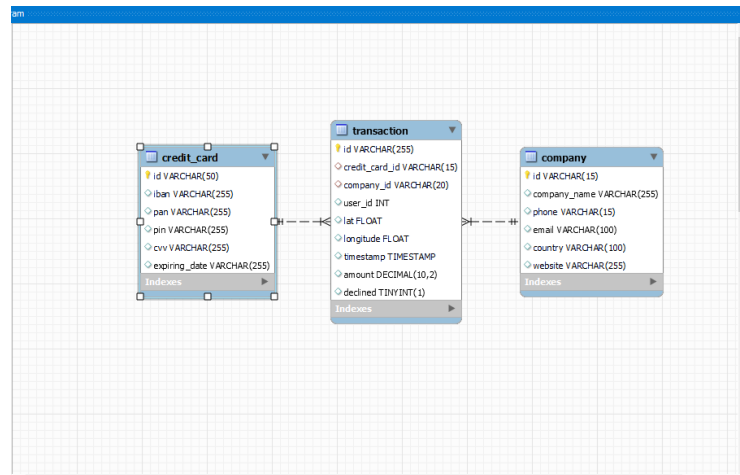 ram
credit_card
id VARCHAR(50)
iban VARCHAR(255)
pan VARCHAR(255)
pin VARCHAR(255)
cvv VARCHAR(255)
expiring_date VARCHAR(255)
Indexes
transaction
id VARCHAR(255)
credit_card_id VARCHAR(15)
company_id VARCHAR(20)
user_id INT
lat FLOAT
longitude FLOAT
timestamp TIMESTAMP
amount DECIMAL(10,2)
declined TINYINT(1)
Indexes
company
id VARCHAR(15)
company_name VARCHAR(255)
phone VARCHAR(15)
email VARCHAR(100)
country VARCHAR(100)
website VARCHAR(255)
Indexes